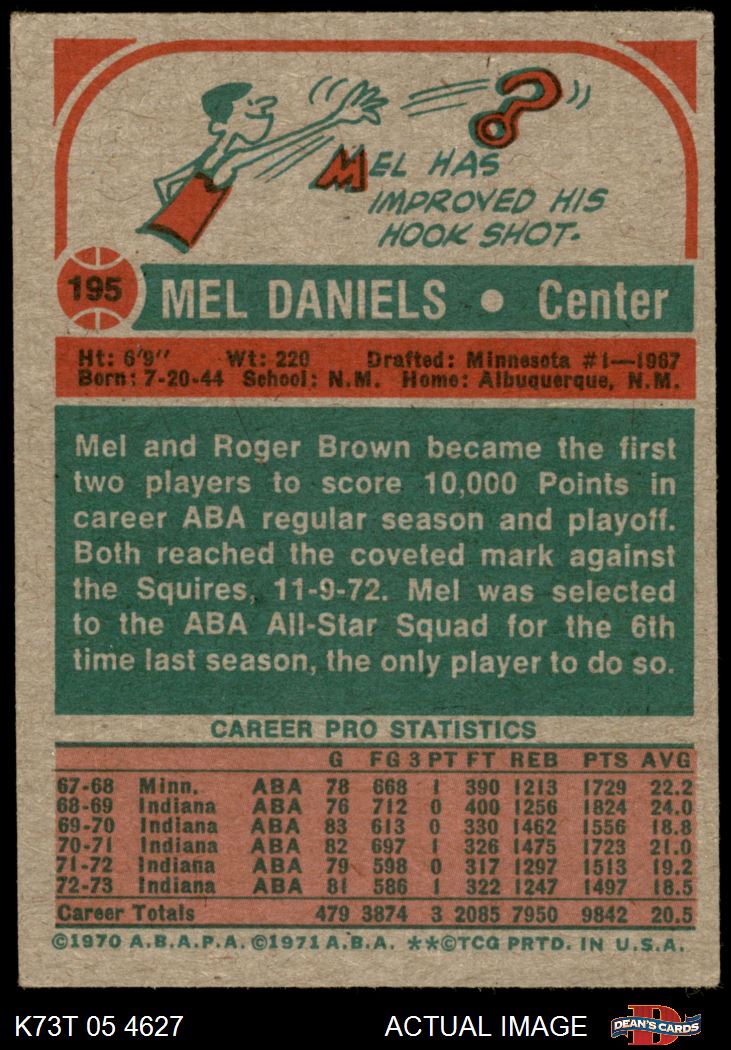 MEL HAS
IMPROVED HIS
HOOK SHOT.
195 MEL DANIELS • Center
Ht: 6'9" Wt: 220 Drafted: Minnesota #1—1967
Born: 7-20-44 School: N.M. Home: Albuquerque, N.M.
Mel and Roger Brown became the first
two players to score 10,000 Points in
career ABA regular season and playoff.
Both reached the coveted mark against
the Squires, 11-9-72. Mel was selected
to the ABA All-Star Squad for the 6th
time last season, the only player to do so.
CAREER PRO STATISTICS
G FG 3 PT FT REB PTS AVG
67-68 Minn. ABA 78 668 1 390 1213 1729 22.2
68-69 Indiana ABA 76 712 0 400 1256 1824 24.0
69-70 Indiana ABA 83 613 0 330 1462 1556 18.8
70-71 Indiana ABA 82 697 1 326 1475 1723 21.0
71-72 Indiana ABA 79 598 0 317 1297 1513 19.2
72-73 Indiana ABA 81 586 1 322 1247 1497 18.5
Career Totals 479 3874 3 2085 7950 9842 20.5
©1970 A.B.A.P.A. ©1971 A.B.A. **©TCG PRTD. IN U.S.A.
K73T 05 4627 ACTUAL IMAGE DEAN'S CARDS